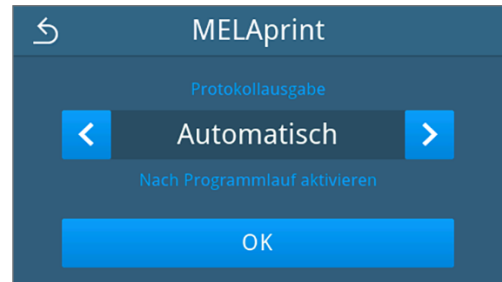 MELAprint
Protokollausgabe
Automatisch
Nach Programmlauf aktivieren
OK